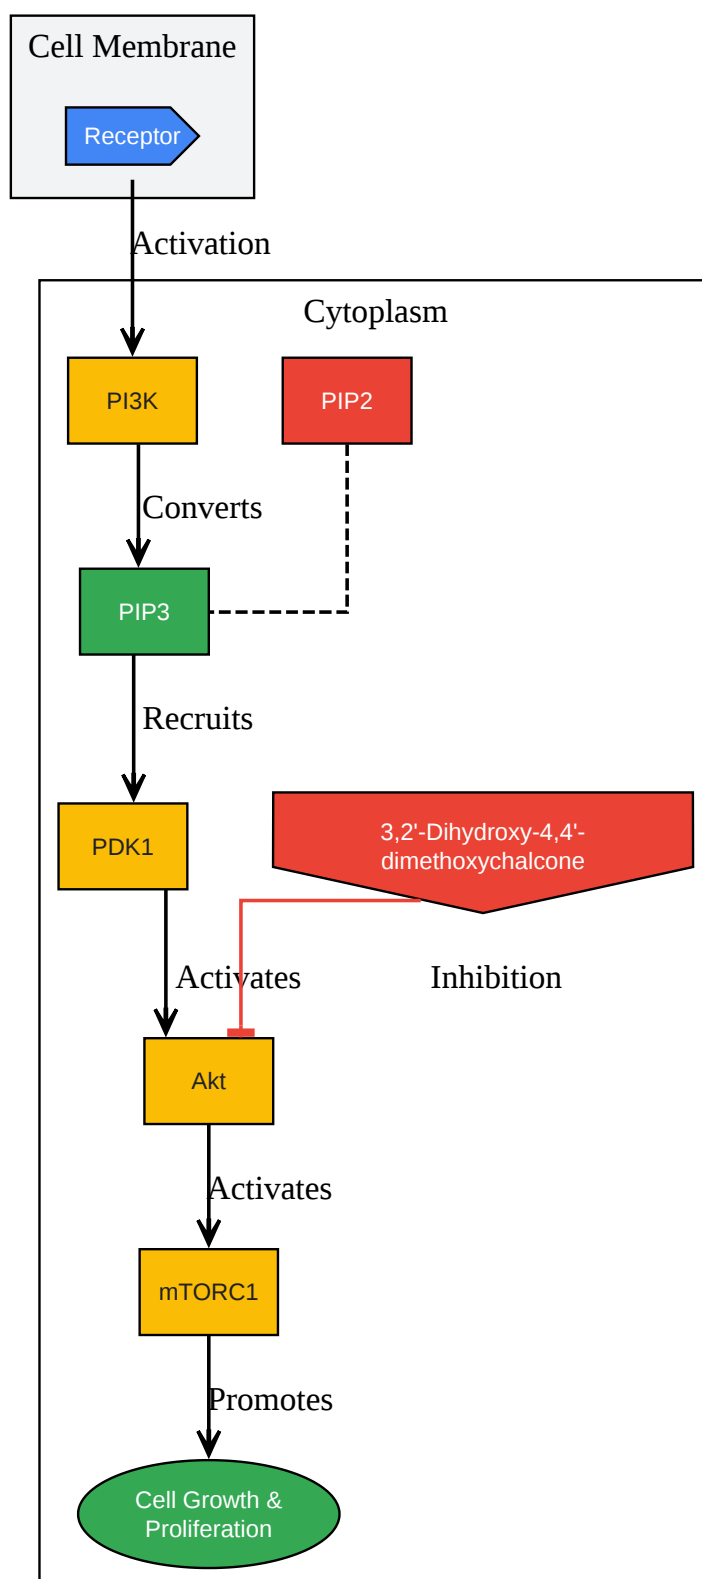 Cell Membrane
Receptor
Activation
Cytoplasm
PI3K
PIP2
Converts
PIP3
Recruits
PDK1
3,2'-Dihydroxy-4,4'-
dimethoxychalcone
Activates
Inhibition
Akt
Activates
mTORC1
Promotes
Cell Growth &
Proliferation